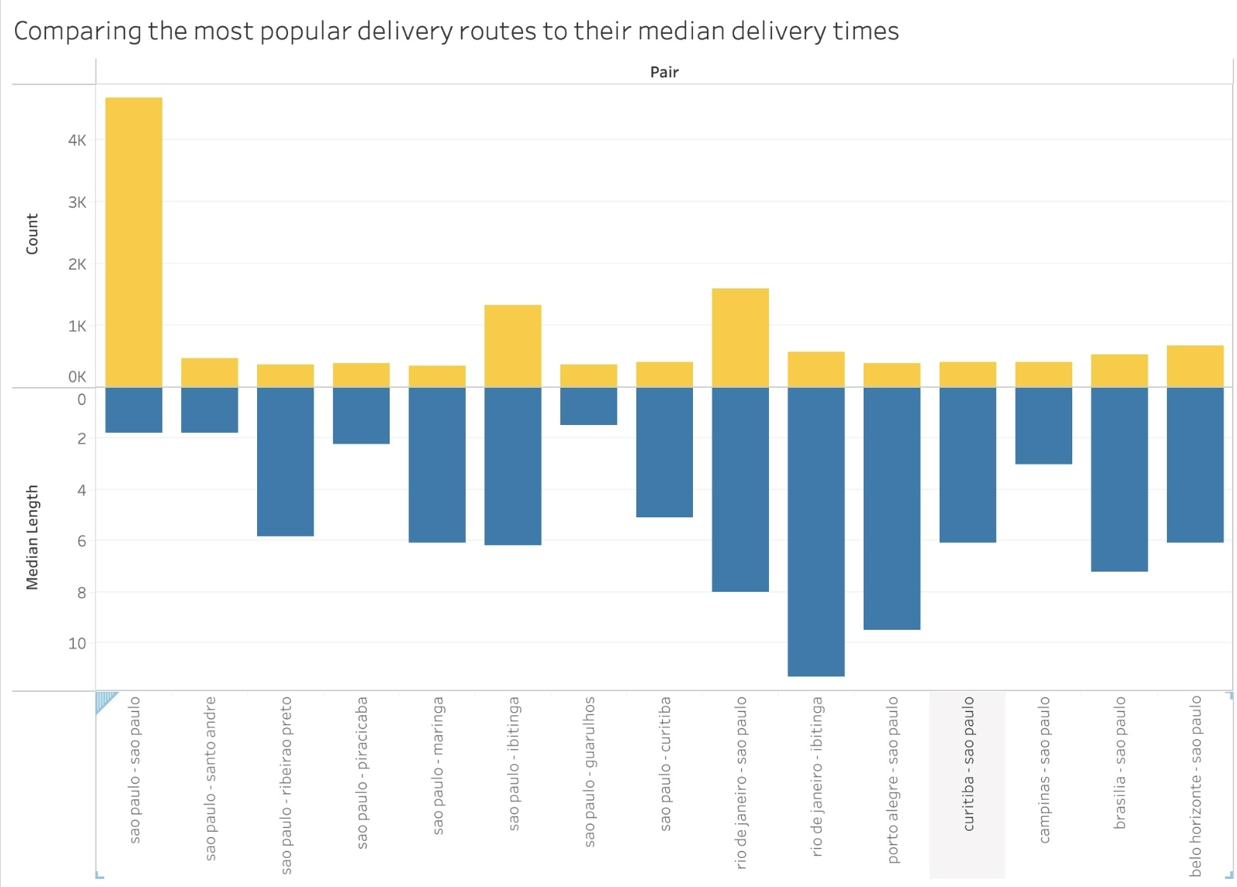 Comparing the most popular delivery routes to their median delivery times
Pair
Count
4K
3K
2K
1K
0K
Median Length
0
2
4
6
8
10
sao paulo - sao paulo
sao paulo - santo andre
sao paulo - ribeirao preto
sao paulo - piracicaba
sao paulo - maringa
sao paulo - ibitinga
sao paulo - guarulhos
sao paulo - curitiba
rio de janeiro - sao paulo
rio de janeiro - ibitinga
porto alegre - sao paulo
curitiba - sao paulo
campinas - sao paulo
brasilia - sao paulo
belo horizonte - sao paulo